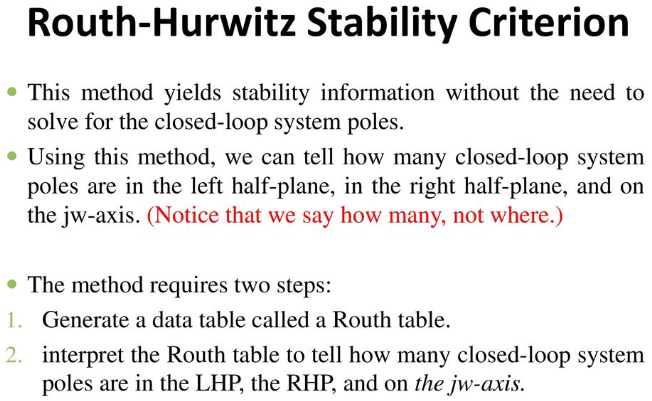 Routh-Hurwitz Stability Criterion
• This method yields stability information without the need to
solve for the closed-loop system poles.
• Using this method, we can tell how many closed-loop system
poles are in the left half-plane, in the right half-plane, and on
the jw-axis. (Notice that we say how many, not where.)
• The method requires two steps:
1. Generate a data table called a Routh table.
2. interpret the Routh table to tell how many closed-loop system
poles are in the LHP, the RHP, and on the jw-axis.